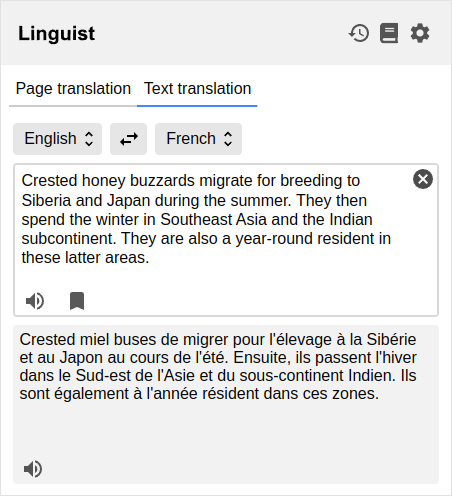 Linguist
Page translation Text translation
English French
Crested honey buzzards migrate for breeding to
Siberia and Japan during the summer. They then
spend the winter in Southeast Asia and the Indian
subcontinent. They are also a year-round resident in
these latter areas.
Crested miel buses de migrer pour l'élevage à la Sibérie
et au Japon au cours de l'été. Ensuite, ils passent l'hiver
dans le Sud-est de l'Asie et du sous-continent Indien. Ils
sont également à l'année résident dans ces zones.